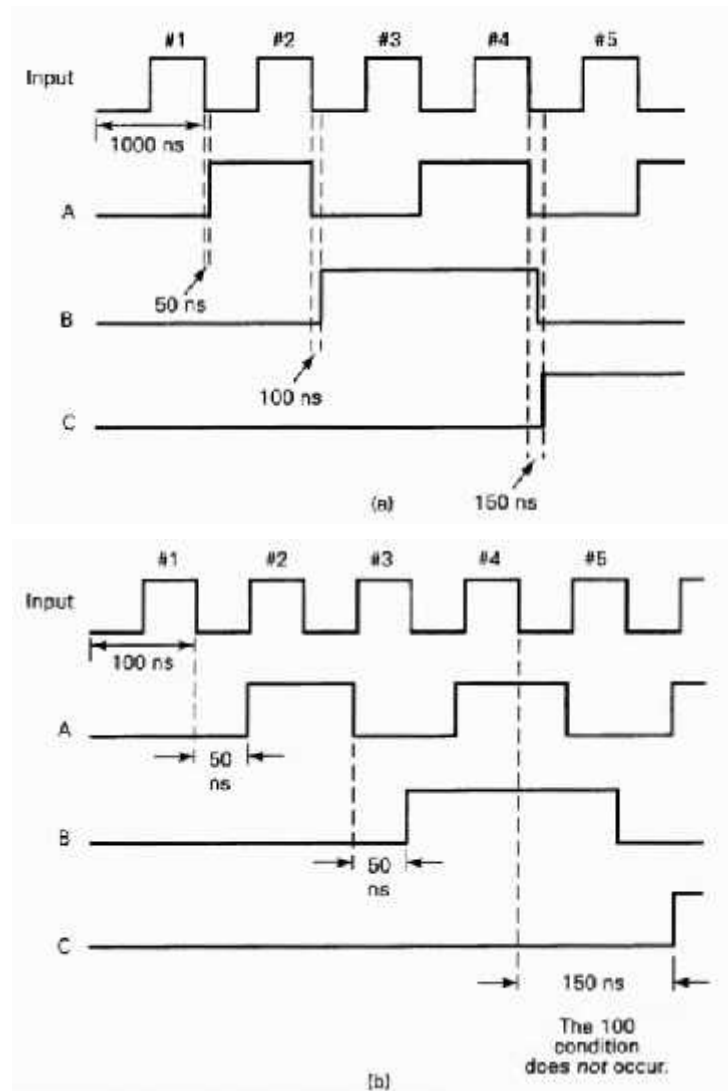 #1 #2 #3 #4 #5
Input
1000 ns
A
50 ns
B
100 ns
C
150 ns
(a)
#1 #2 #3 #4 #5
Input
100 ns
A
50
ns
B
50
ns
C
150 ns
The 100
condition
does not occur.
(b)